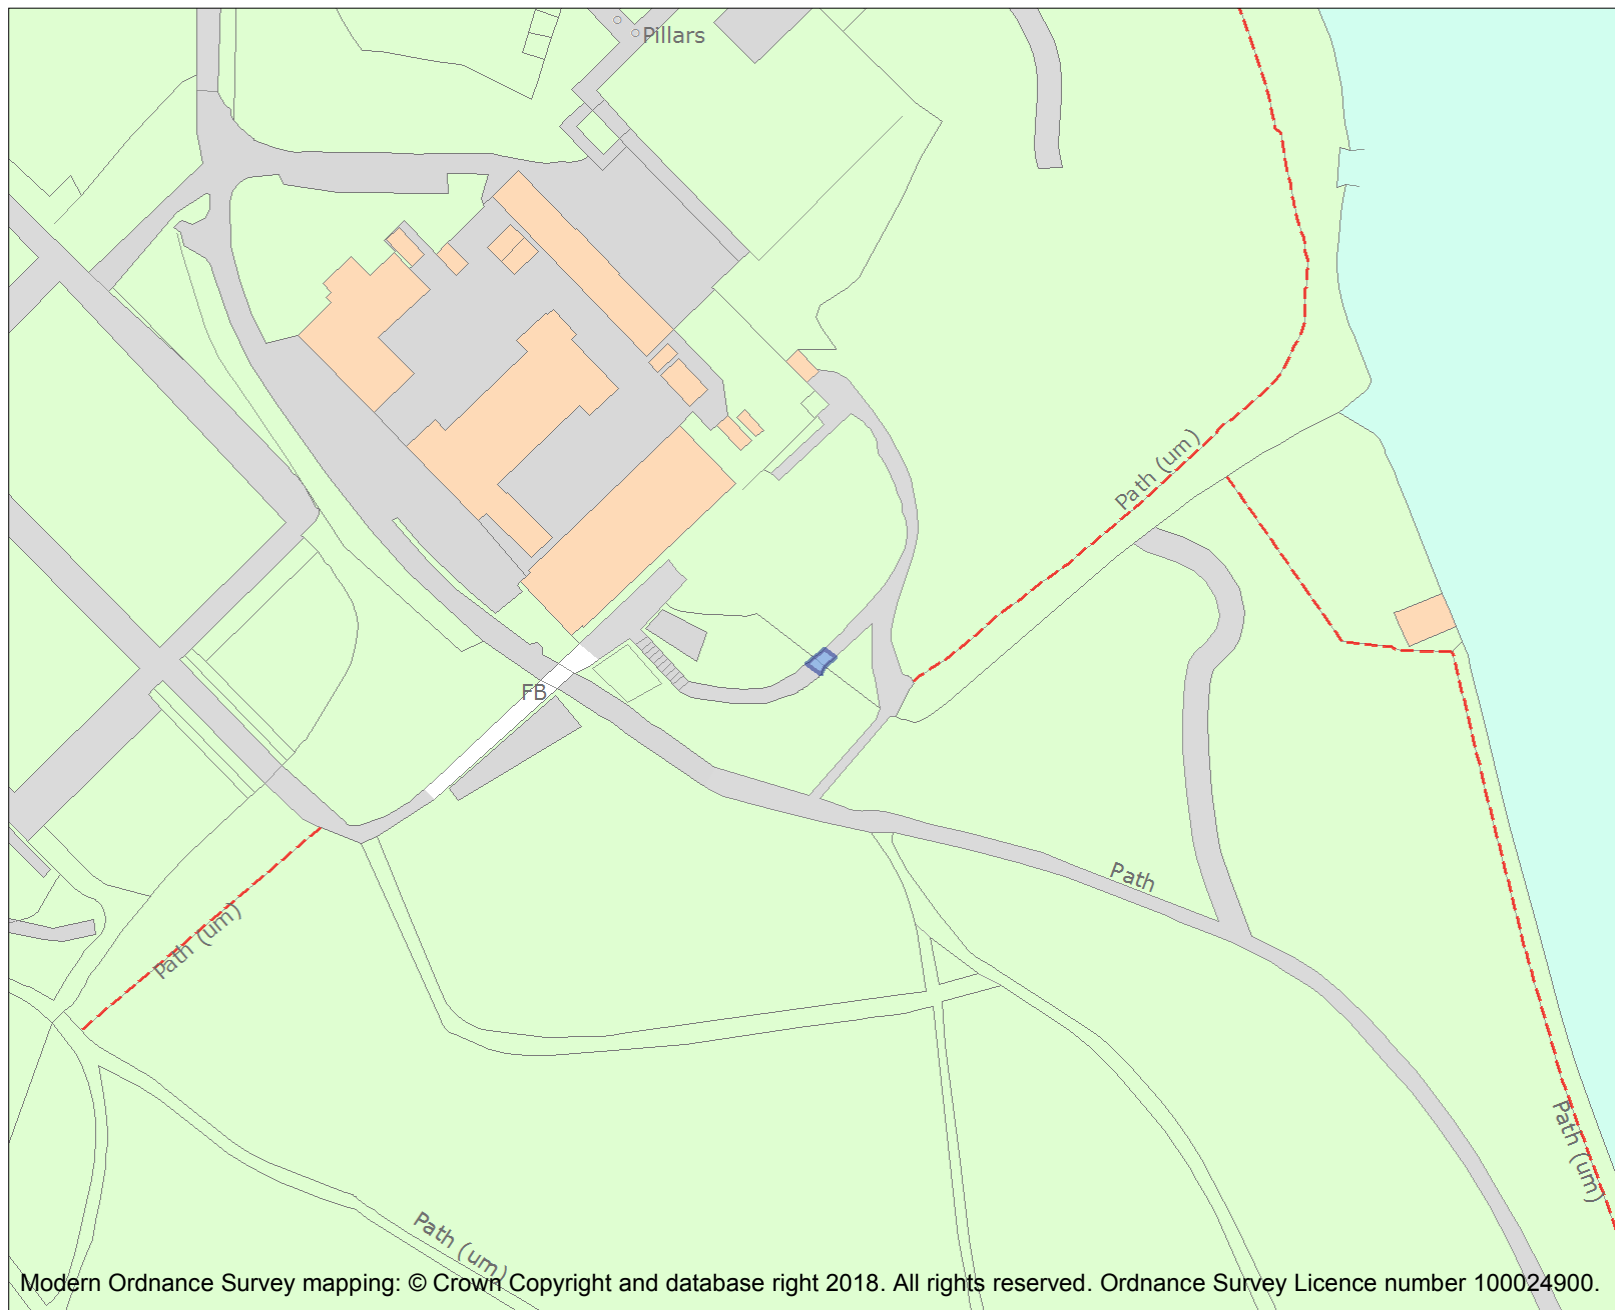 Pillars
Path (um)
FB
Path
Path (um)
Path (um)
Path (um)
Modern Ordnance Survey mapping: © Crown Copyright and database right 2018. All rights reserved. Ordnance Survey Licence number 100024900.